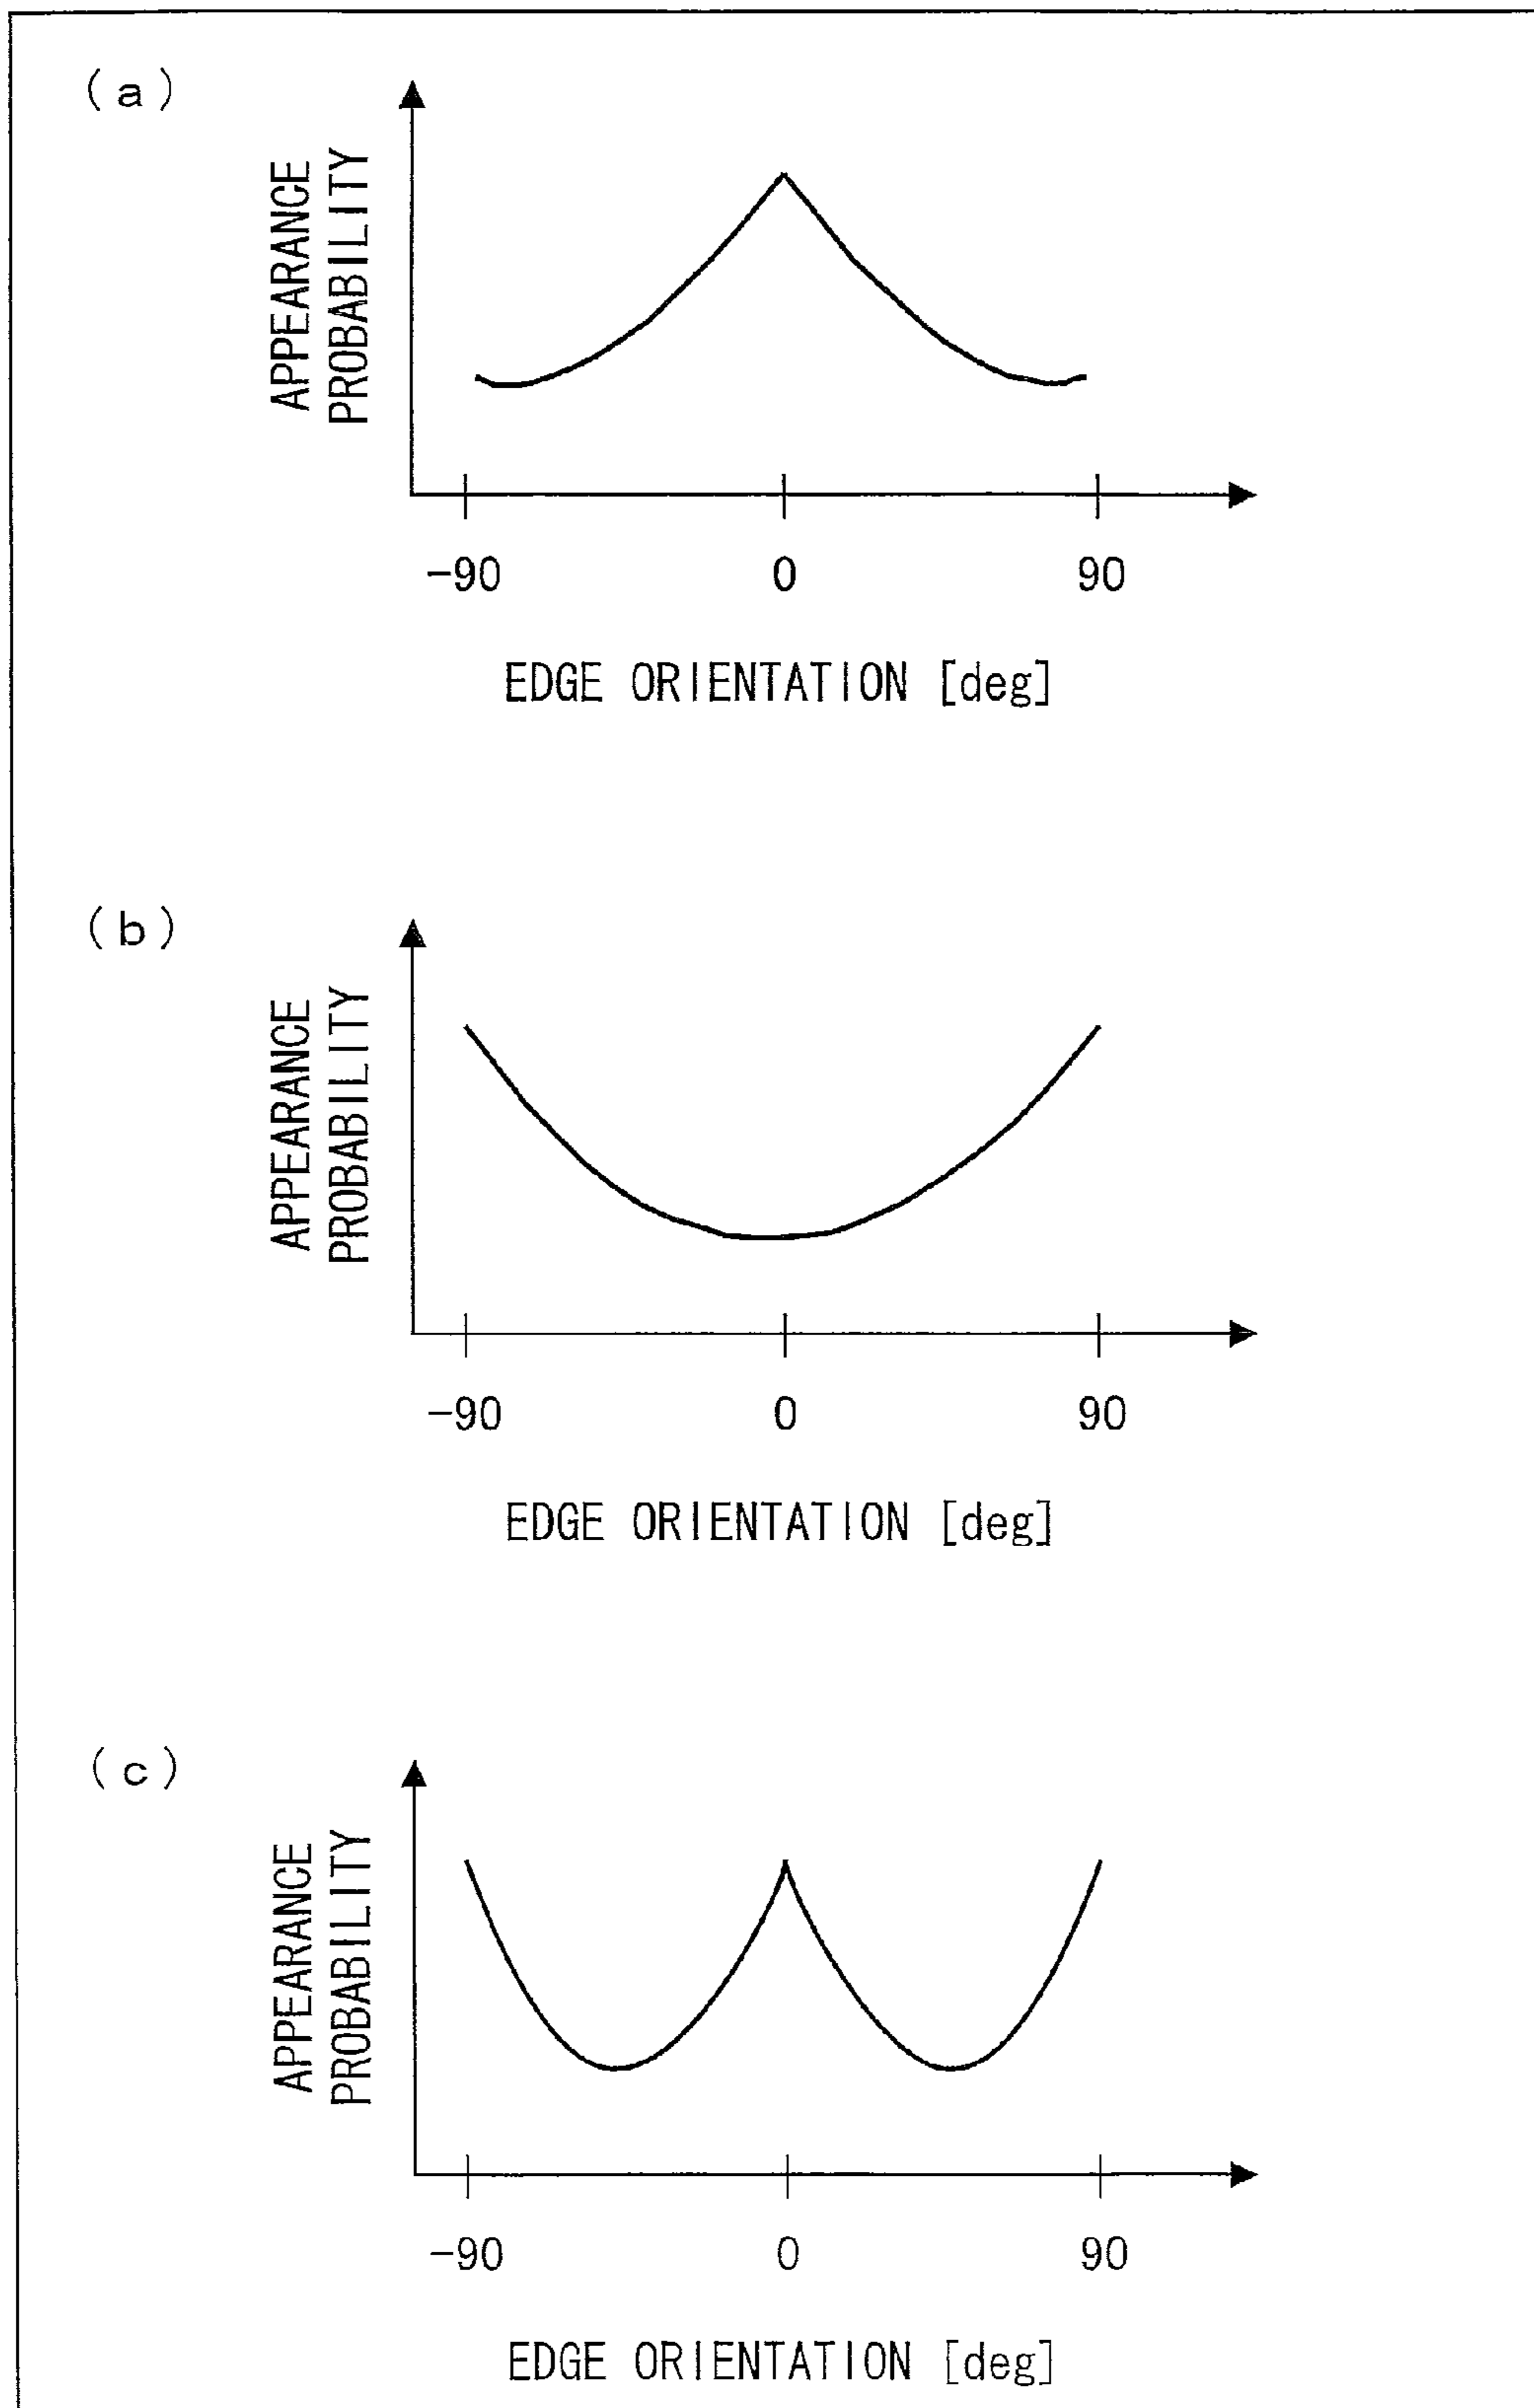 (a)
APPEARANCE
PROBABILITY
-90 0 90
EDGE ORIENTATION [deg]
(b)
APPEARANCE
PROBABILITY
-90 0 90
EDGE ORIENTATION [deg]
(c)
APPEARANCE
PROBABILITY
-90 0 90
EDGE ORIENTATION [deg]